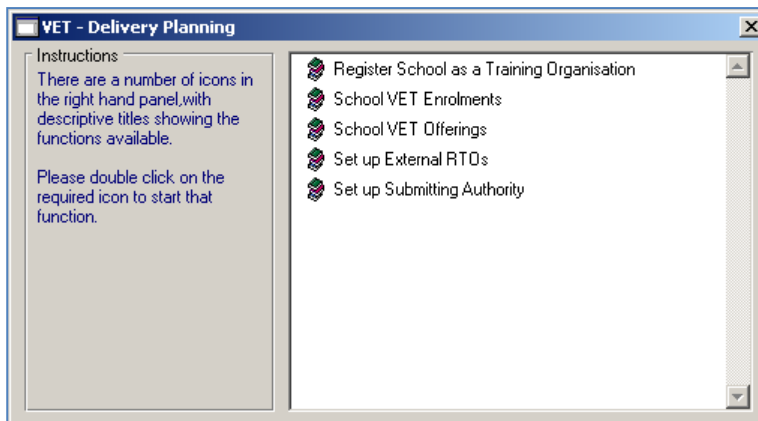 VET - Delivery Planning
Instructions
There are a number of icons in
the right hand panel,with
descriptive titles showing the
functions available.
Please double click on the
required icon to start that
function.
Register School as a Training Organisation
School VET Enrolments
School VET Offerings
Set up External RTOs
Set up Submitting Authority